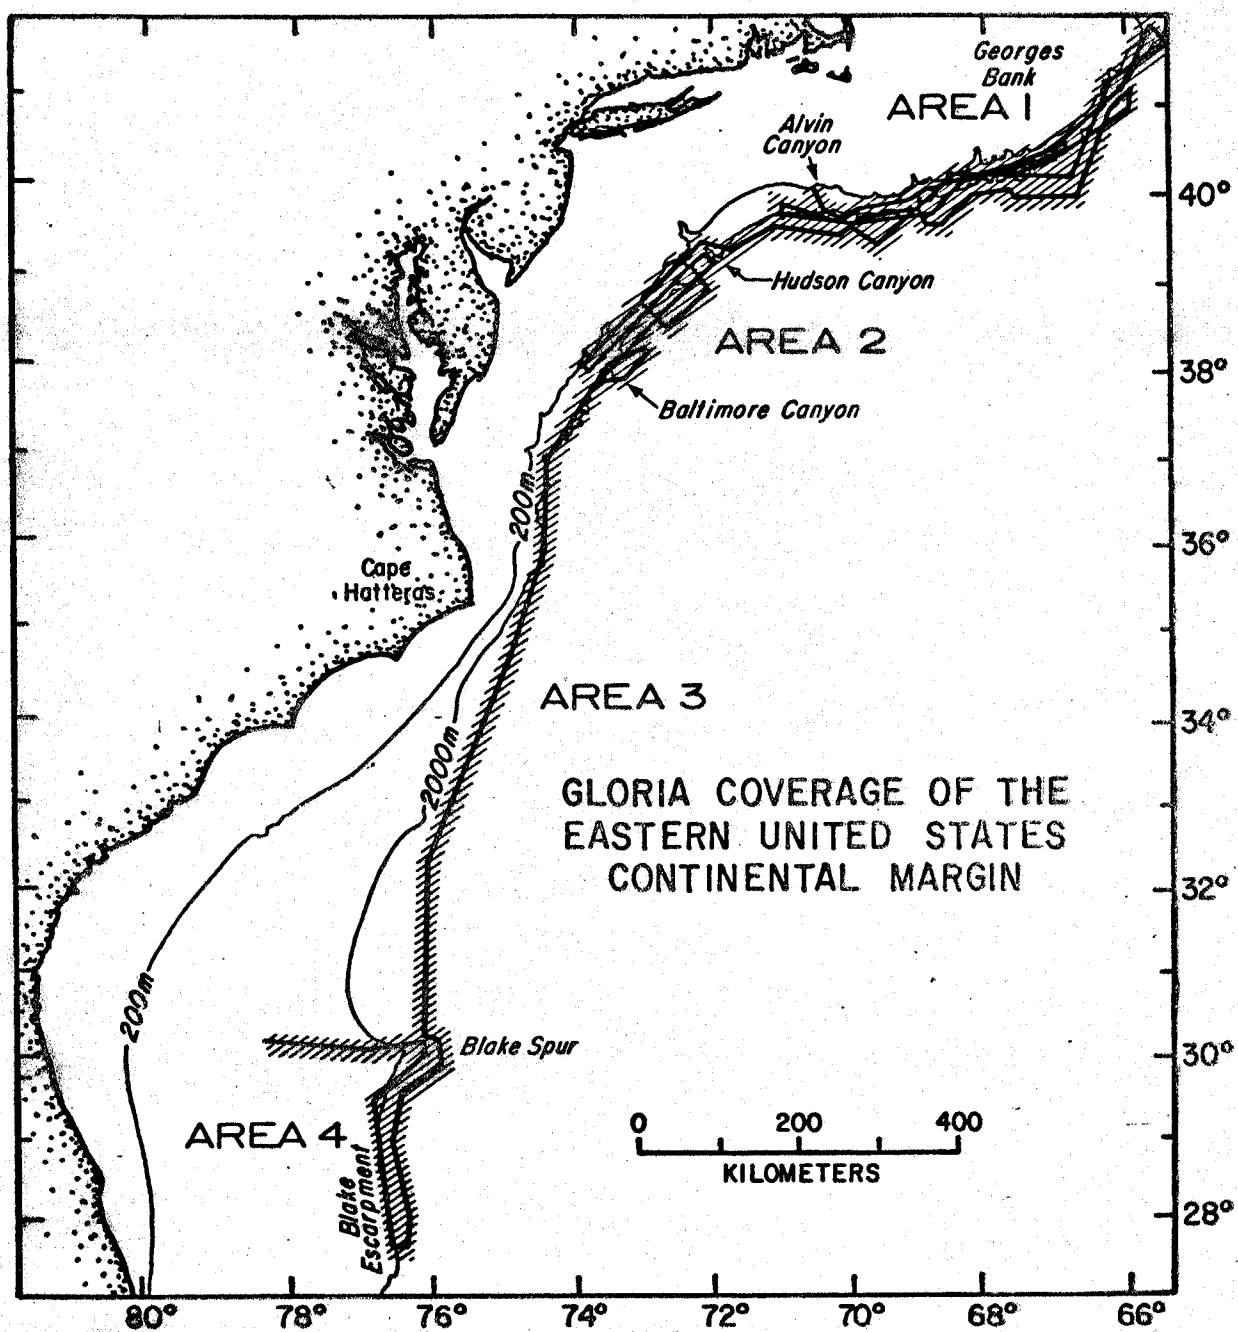 Georges
Bank
AREA 1
Alvin
Canyon
40°
Hudson Canyon
AREA 2
38°
Baltimore Canyon
200m
36°
Cape
Hatteras
AREA 3
34°
2000m
GLORIA COVERAGE OF THE
EASTERN UNITED STATES
CONTINENTAL MARGIN
32°
200m
Blake Spur
30°
AREA 4
0 200 400
KILOMETERS
Blake
Escarpment
28°
80° 78° 76° 74° 72° 70° 68° 66°